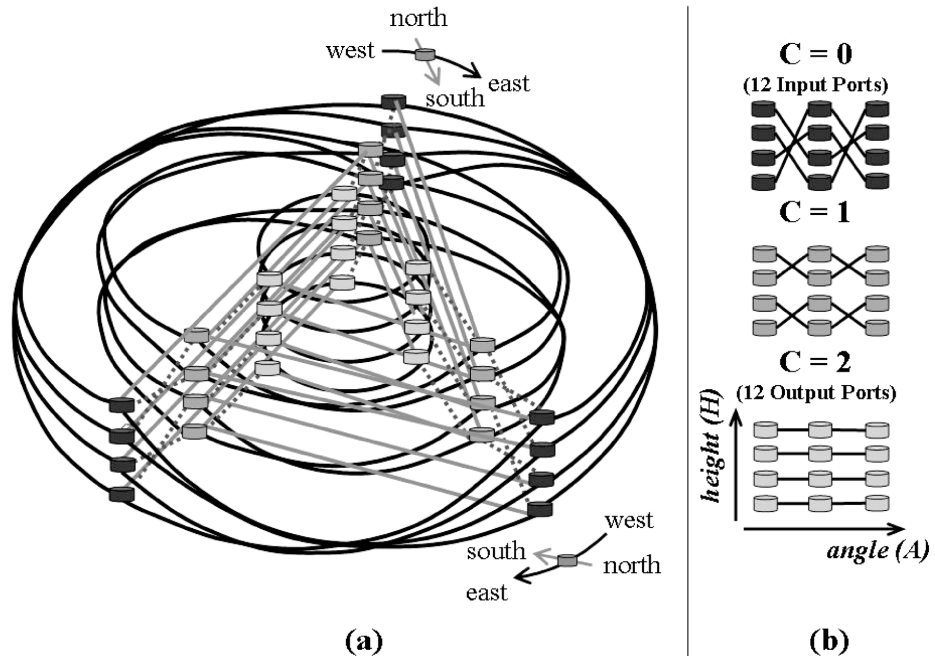 north
west
east
south
west
south
north
east
(a)
C = 0
(12 Input Ports)
C = 1
C = 2
(12 Output Ports)
height (H)
angle (A)
(b)